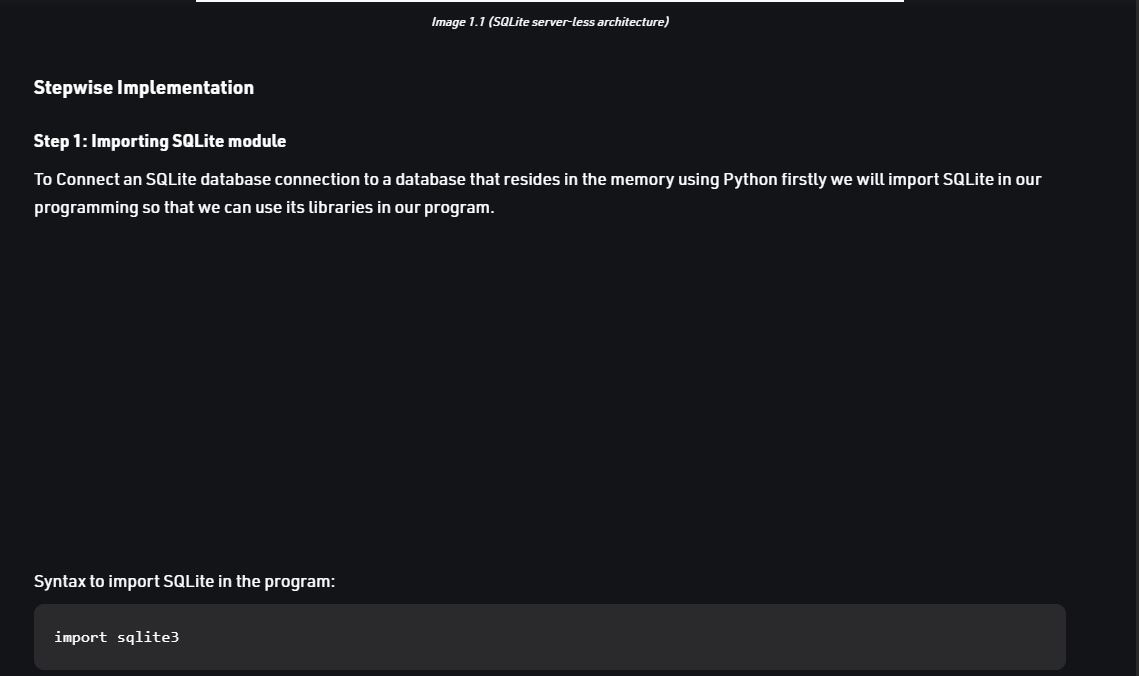 Image 1.1 (SQLite server-less architecture)
Stepwise Implementation
Step 1: Importing SQLite module
To Connect an SQLite database connection to a database that resides in the memory using Python firstly we will import SQLite in our
programming so that we can use its libraries in our program.
Syntax to import SQLite in the program:
import sqlite3